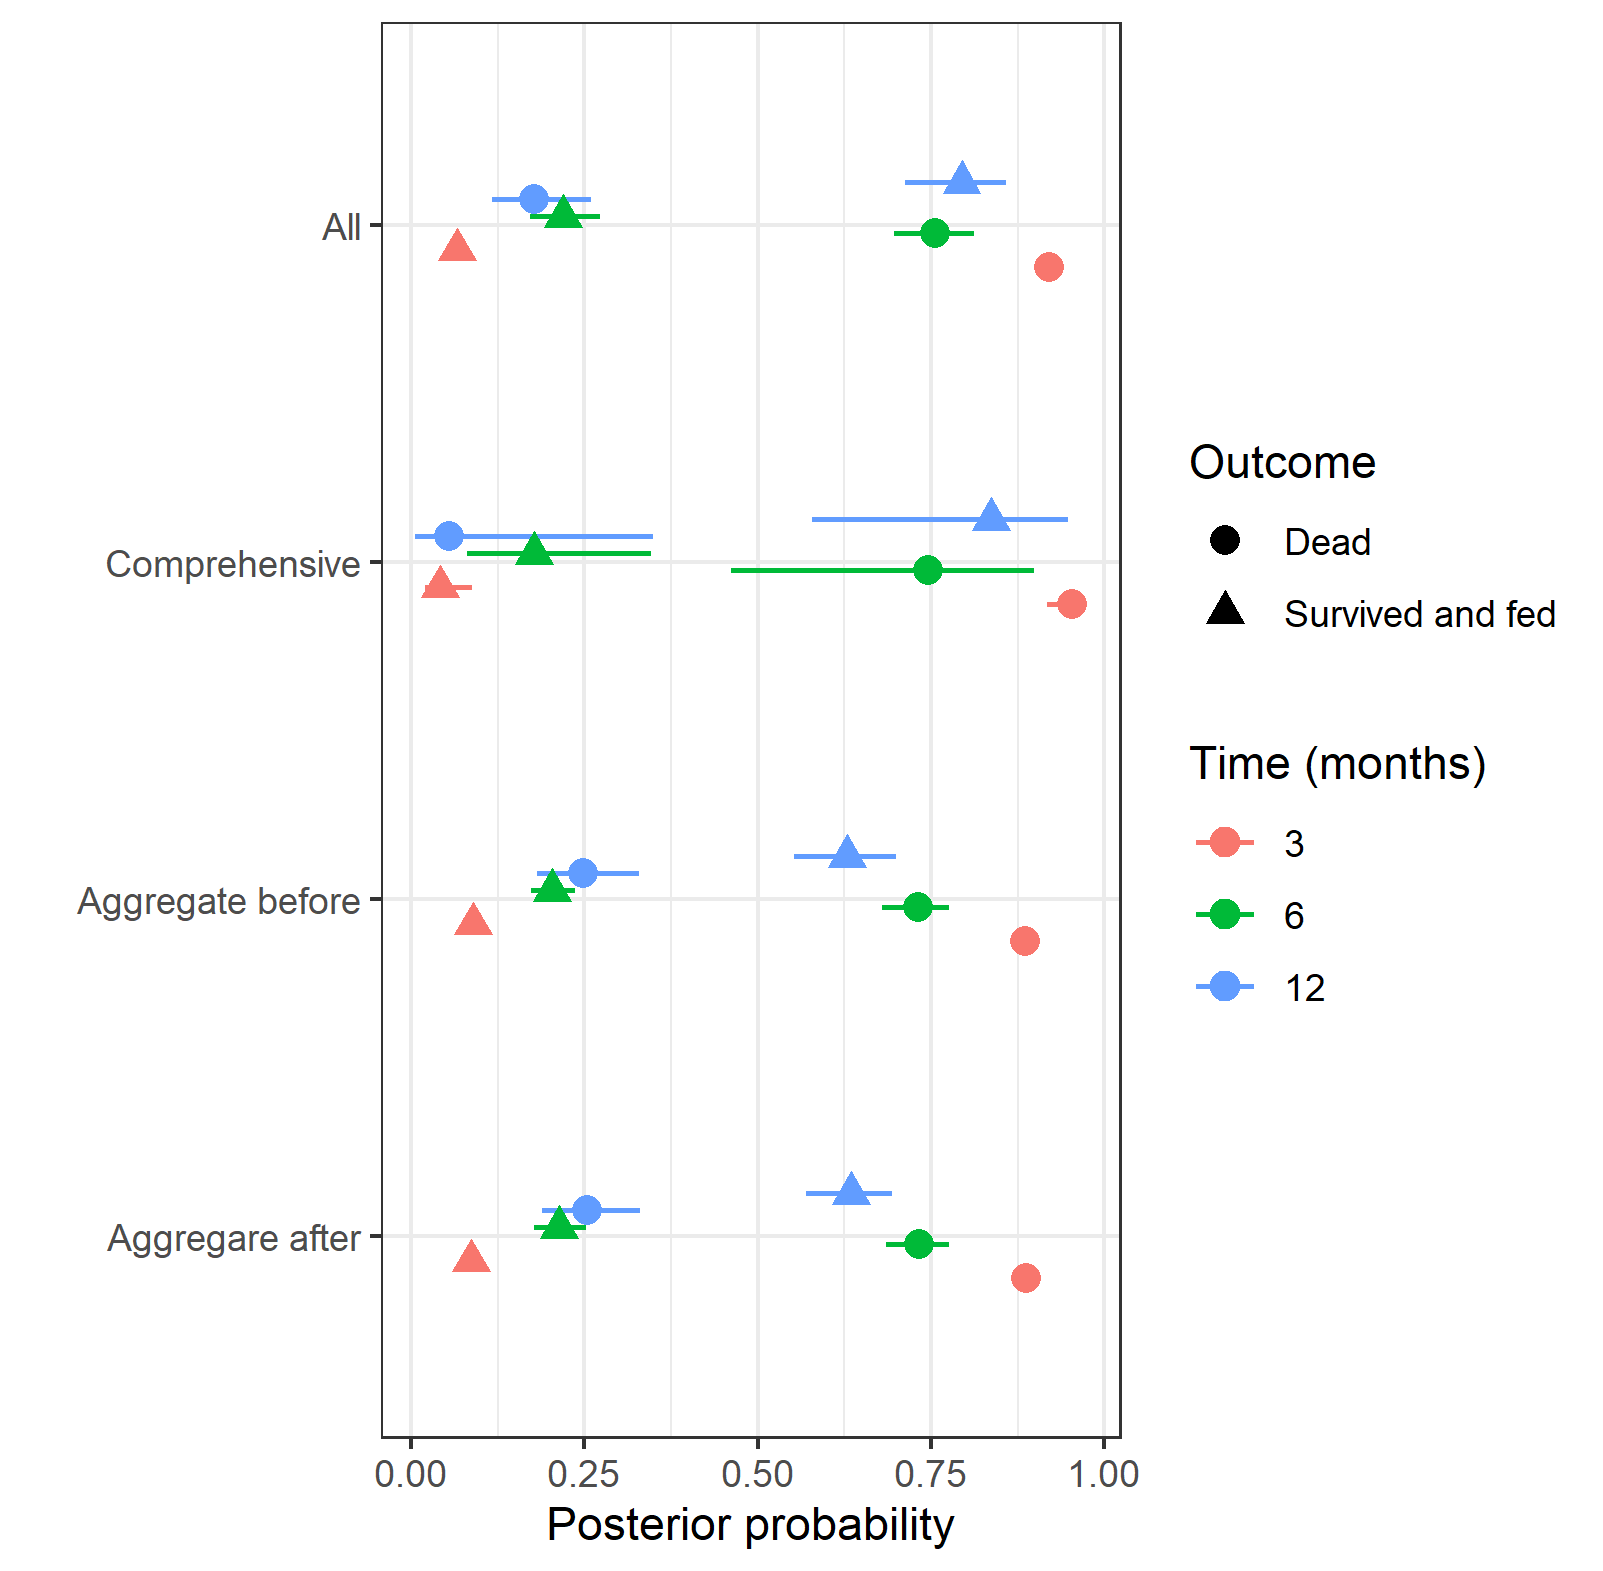 All
Comprehensive
Aggregate before
Aggregare after
0.00 0.25 0.50 0.75 1.00
Posterior probability
Outcome
Dead
Survived and fed
Time (months)
3
6
12